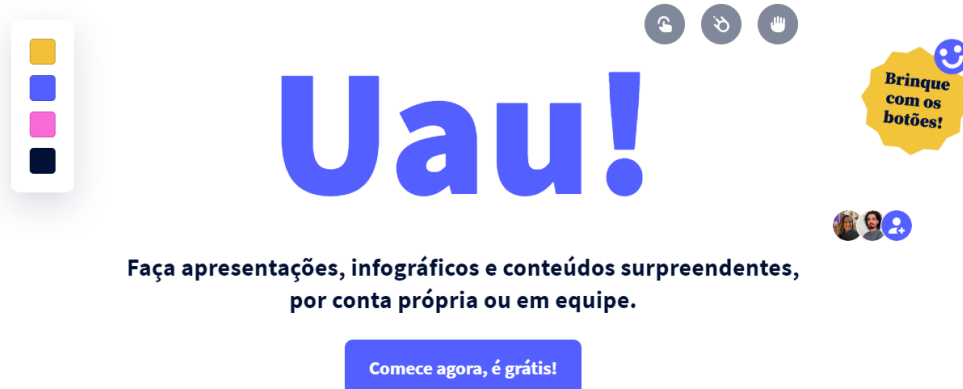 Uau!
Brinque
com os
botões!
Faça apresentações, infográficos e conteúdos surpreendentes,
por conta própria ou em equipe.
Comece agora, é grátis!